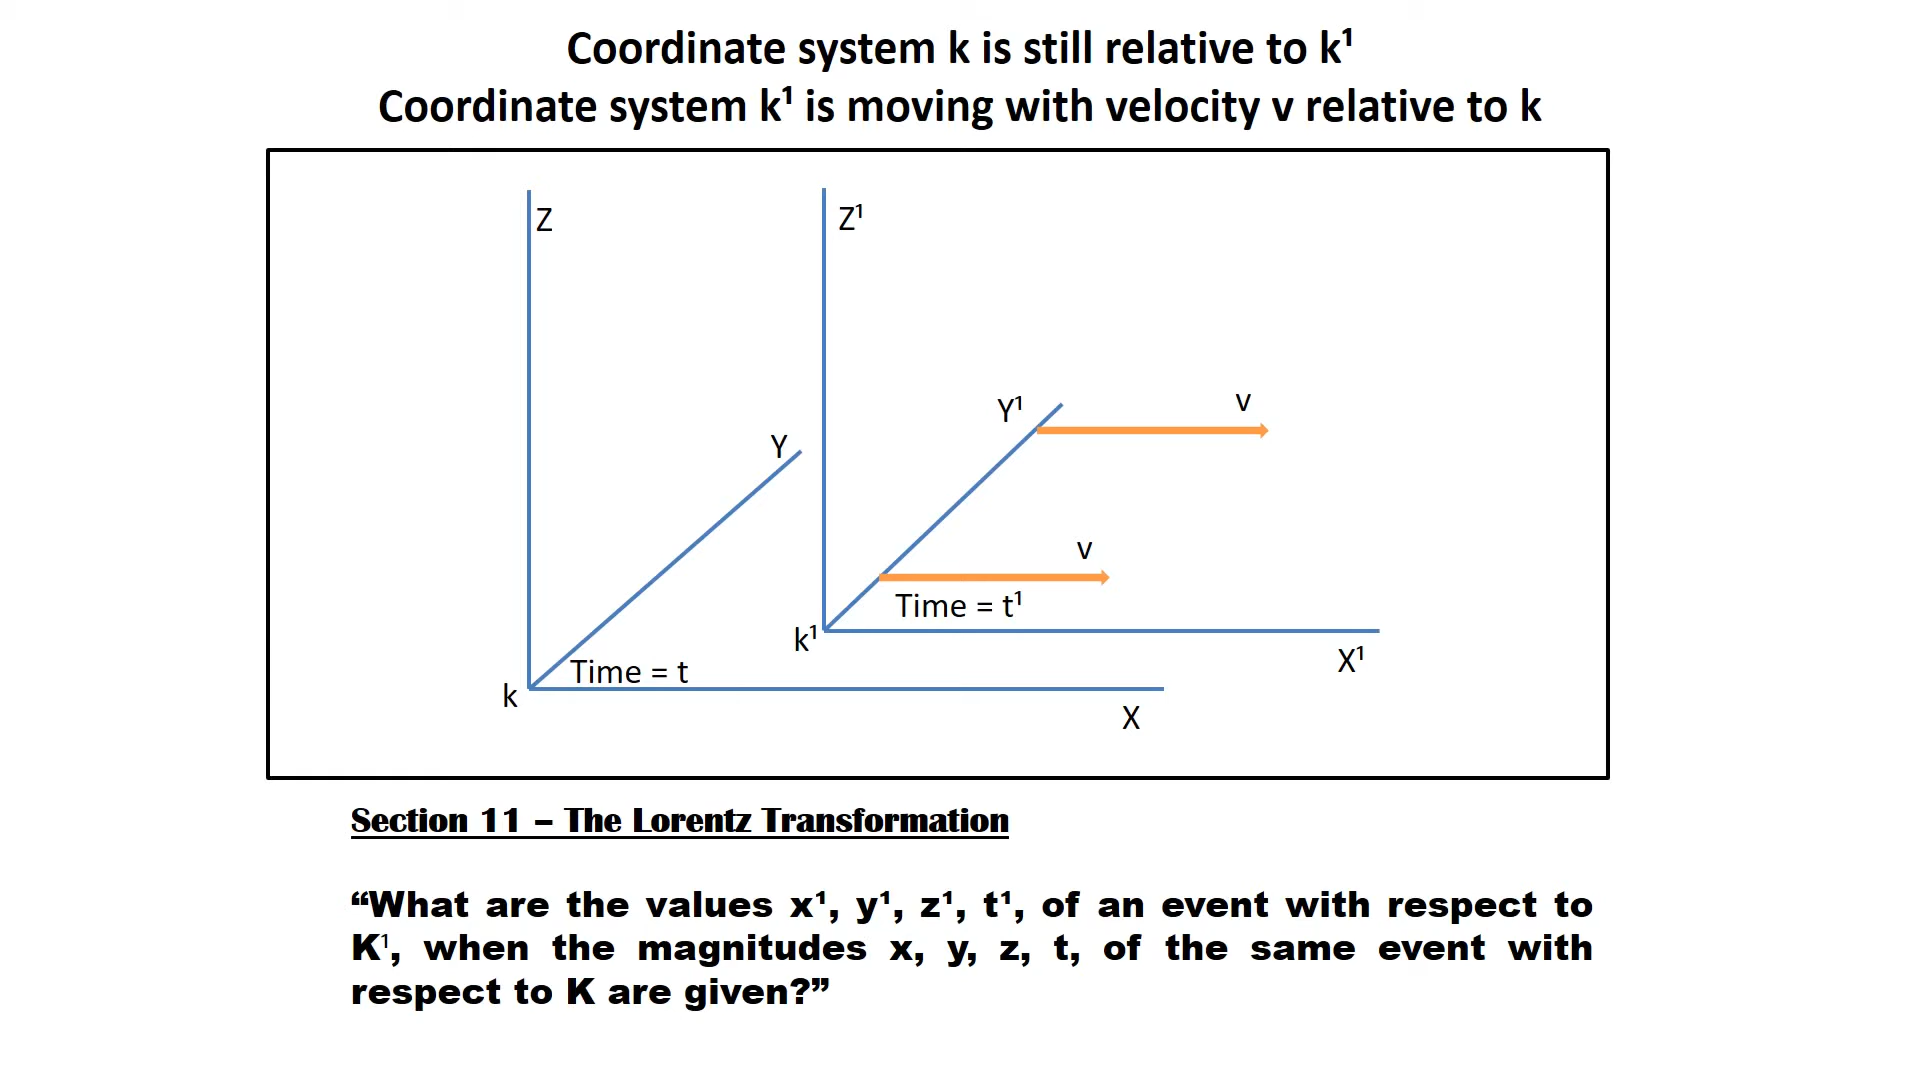 Coordinate system k is still relative to k¹
Coordinate system k¹ is moving with velocity v relative to k
Z
Z¹
Y¹
v
Y
v
Time = t¹
k¹
X¹
Time = t
k
X
Section 11 – The Lorentz Transformation
“What are the values x¹, y¹, z¹, t¹, of an event with respect to
K¹, when the magnitudes x, y, z, t, of the same event with
respect to K are given?”